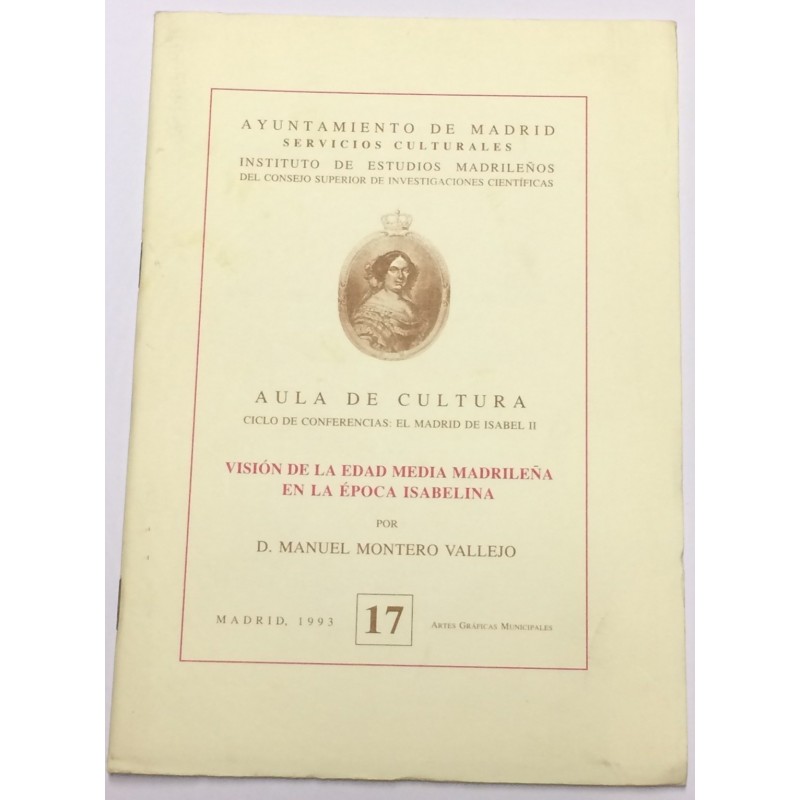 AYUNTAMIENTO DE MADRID
SERVICIOS CULTURALES
INSTITUTO DE ESTUDIOS MADRILEÑOS
DEL CONSEJO SUPERIOR DE INVESTIGACIONES CIENTÍFICAS
AULA DE CULTURA
CICLO DE CONFERENCIAS: EL MADRID DE ISABEL II
VISIÓN DE LA EDAD MEDIA MADRILEÑA
EN LA ÉPOCA ISABELINA
POR
D. MANUEL MONTERO VALLEJO
MADRID, 1993 17 ARTES GRÁFICAS MUNICIPALES